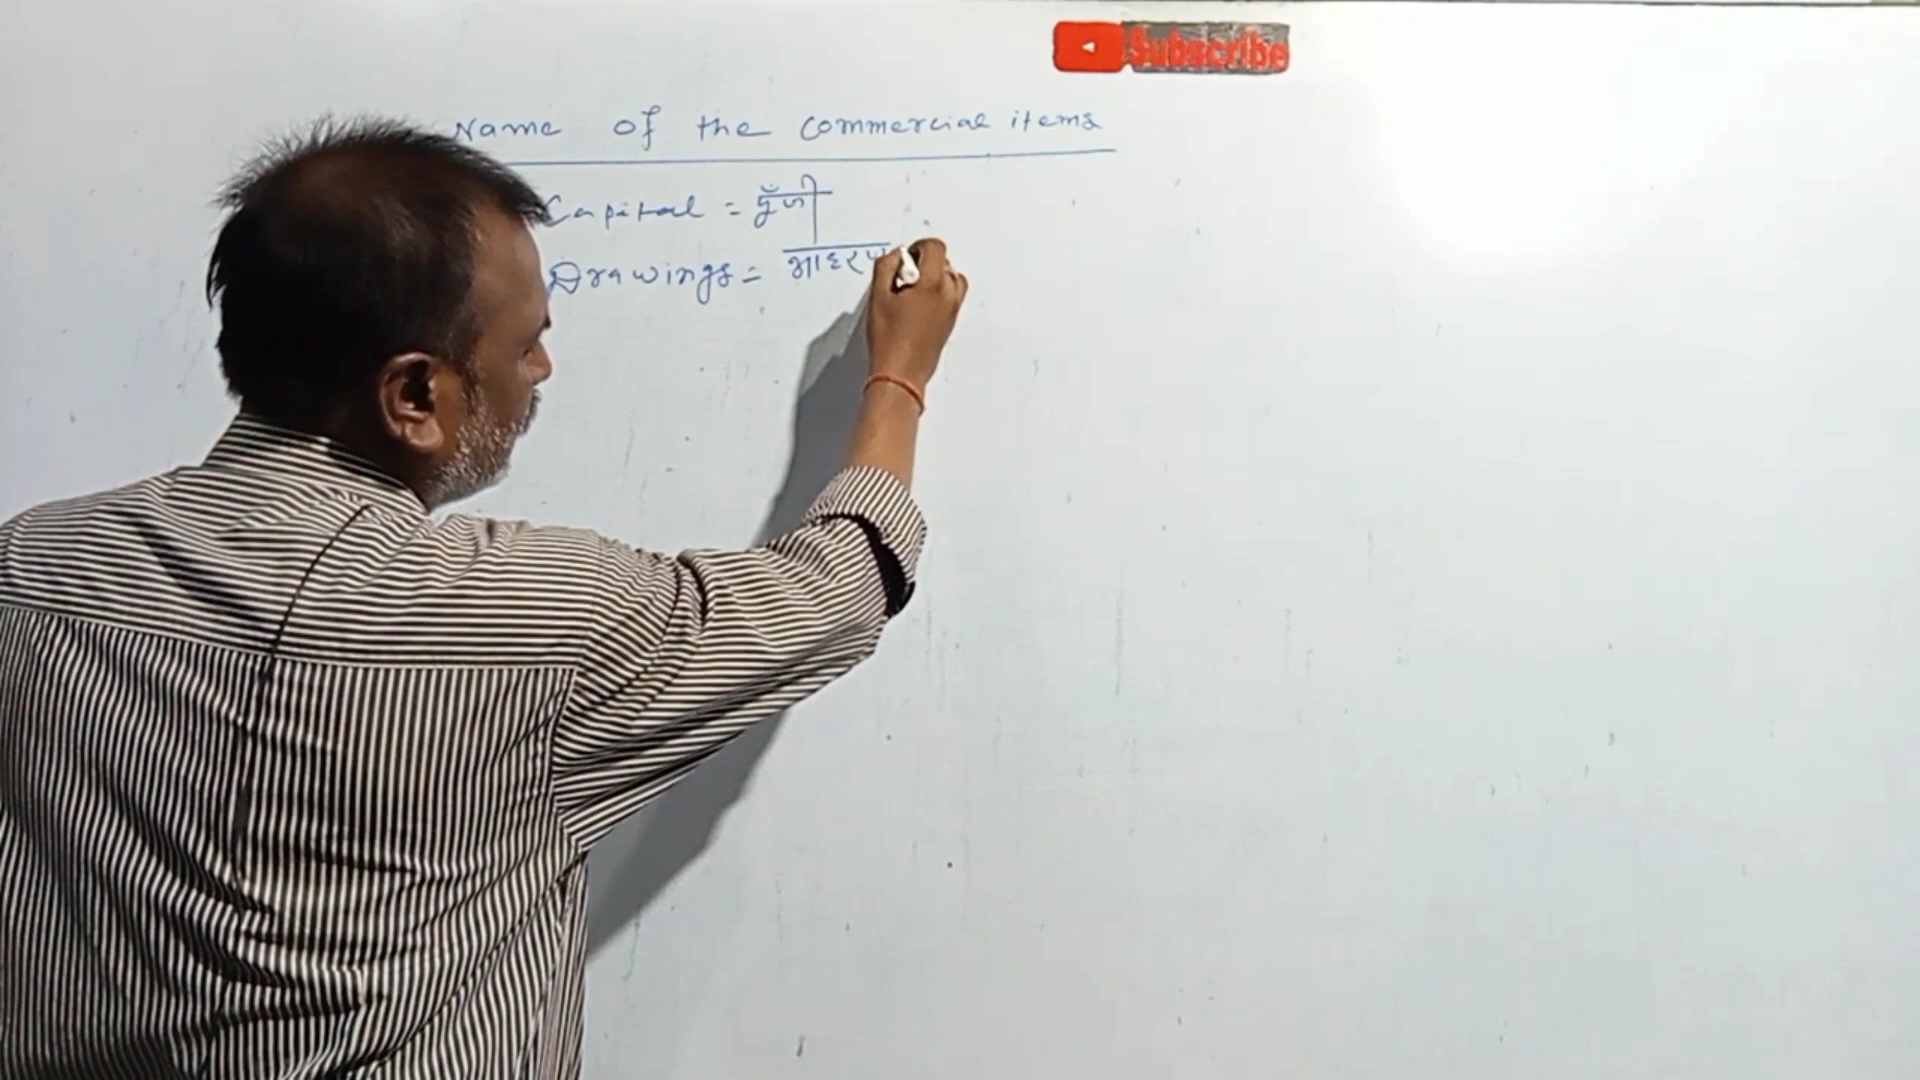 Subscribe
Name of the commercial items
Capital = पूँजी
Drawings = आहरण